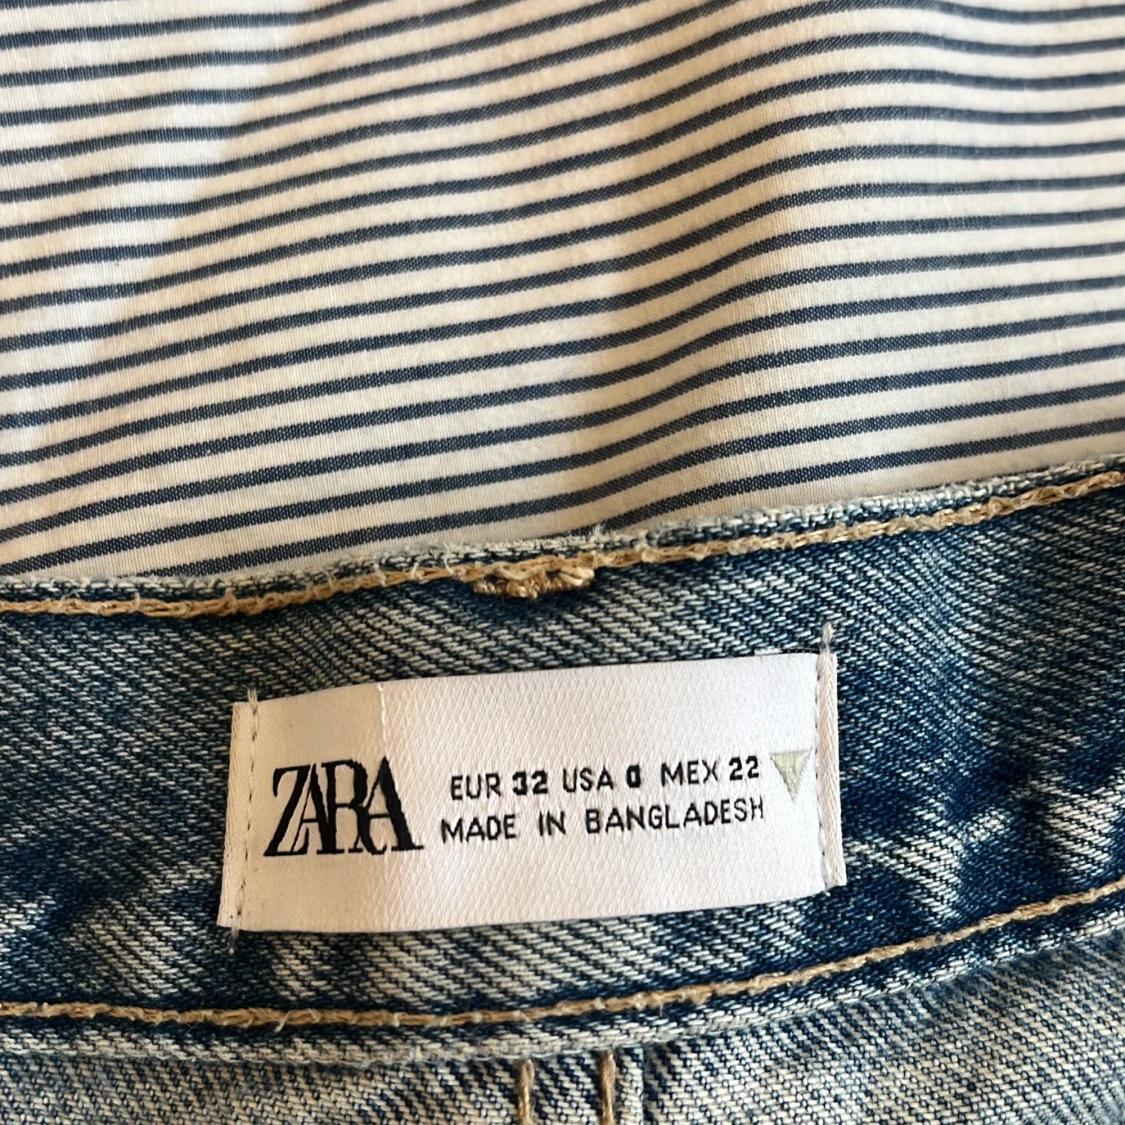 ZARA
EUR 32 USA 0 MEX 22
MADE IN BANGLADESH